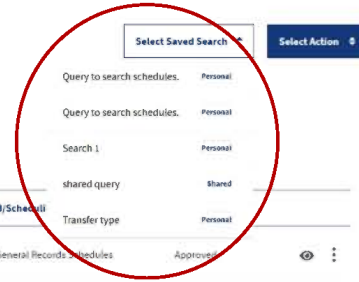 Select Saved Search
Select Action
Query to search schedules. Personal
Query to search schedules. Personal
Search 1 Personal
shared query Shared
Transfer type Personal
General Records Schedules Approved